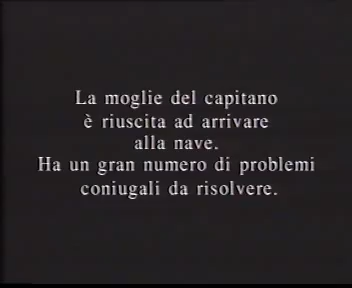 La moglie del capitano
è riuscita ad arrivare
alla nave.
Ha un gran numero di problemi
coniugali da risolvere.